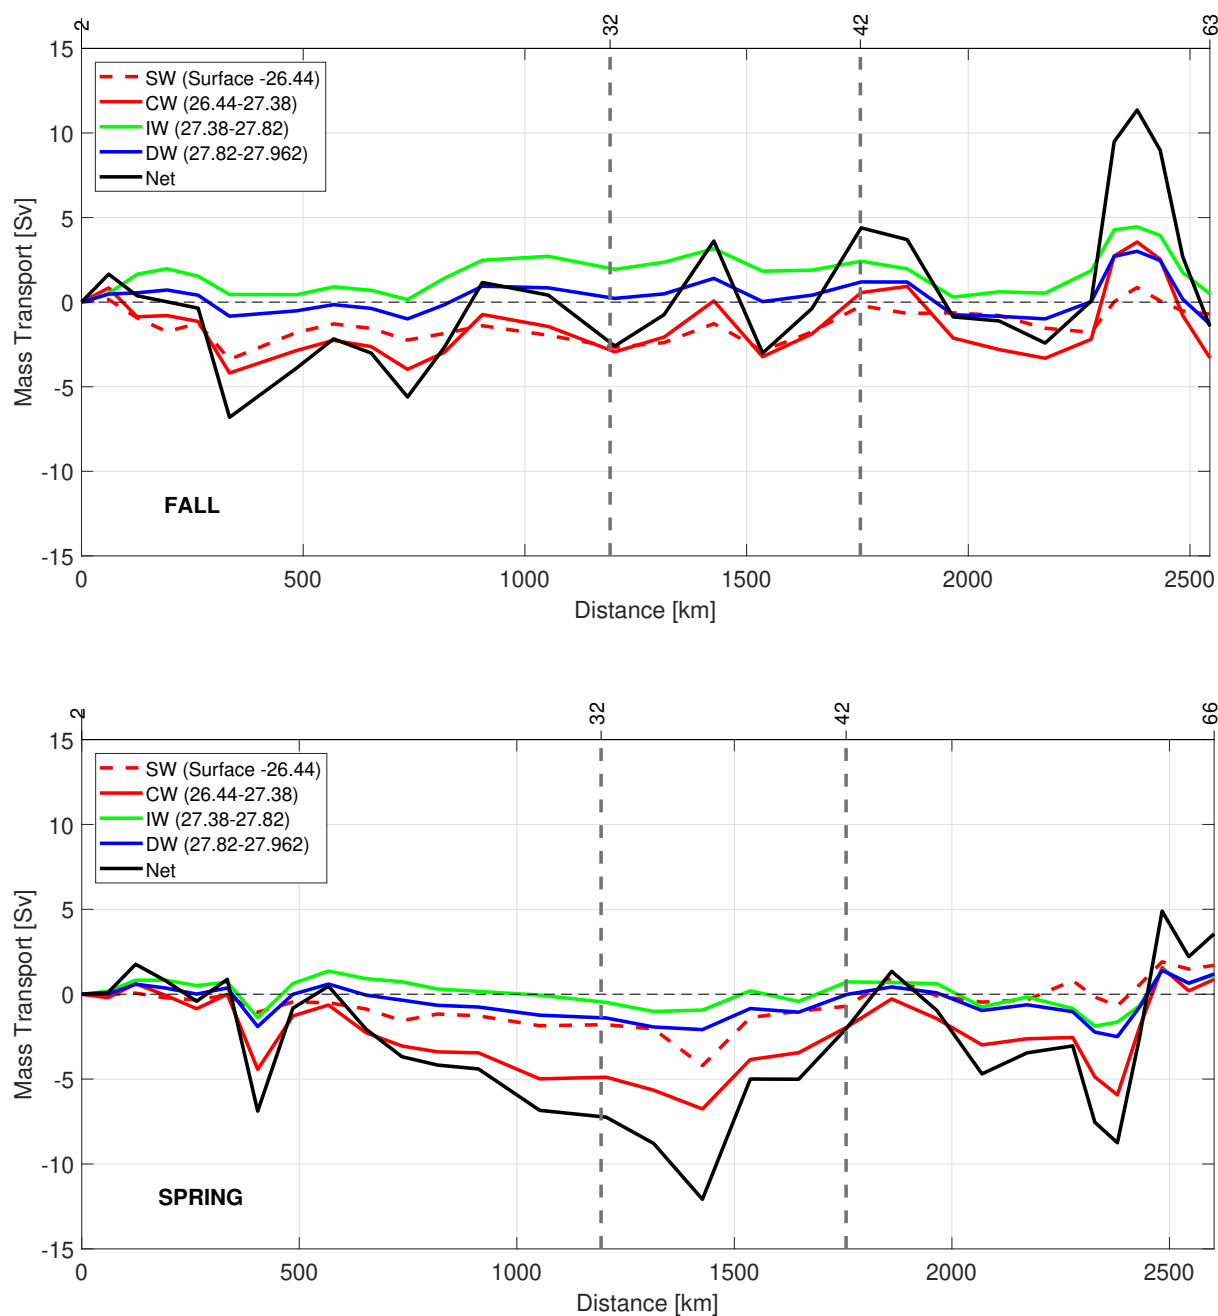 2 32 42 63
15
10
5
0
-5
-10
-15
Mass Transport [Sv]
SW (Surface -26.44)
CW (26.44-27.38)
IW (27.38-27.82)
DW (27.82-27.962)
Net
FALL
0 500 1000 1500 2000 2500
Distance [km]
2 32 42 66
15
10
5
0
-5
-10
-15
Mass Transport [Sv]
SW (Surface -26.44)
CW (26.44-27.38)
IW (27.38-27.82)
DW (27.82-27.962)
Net
SPRING
0 500 1000 1500 2000 2500
Distance [km]